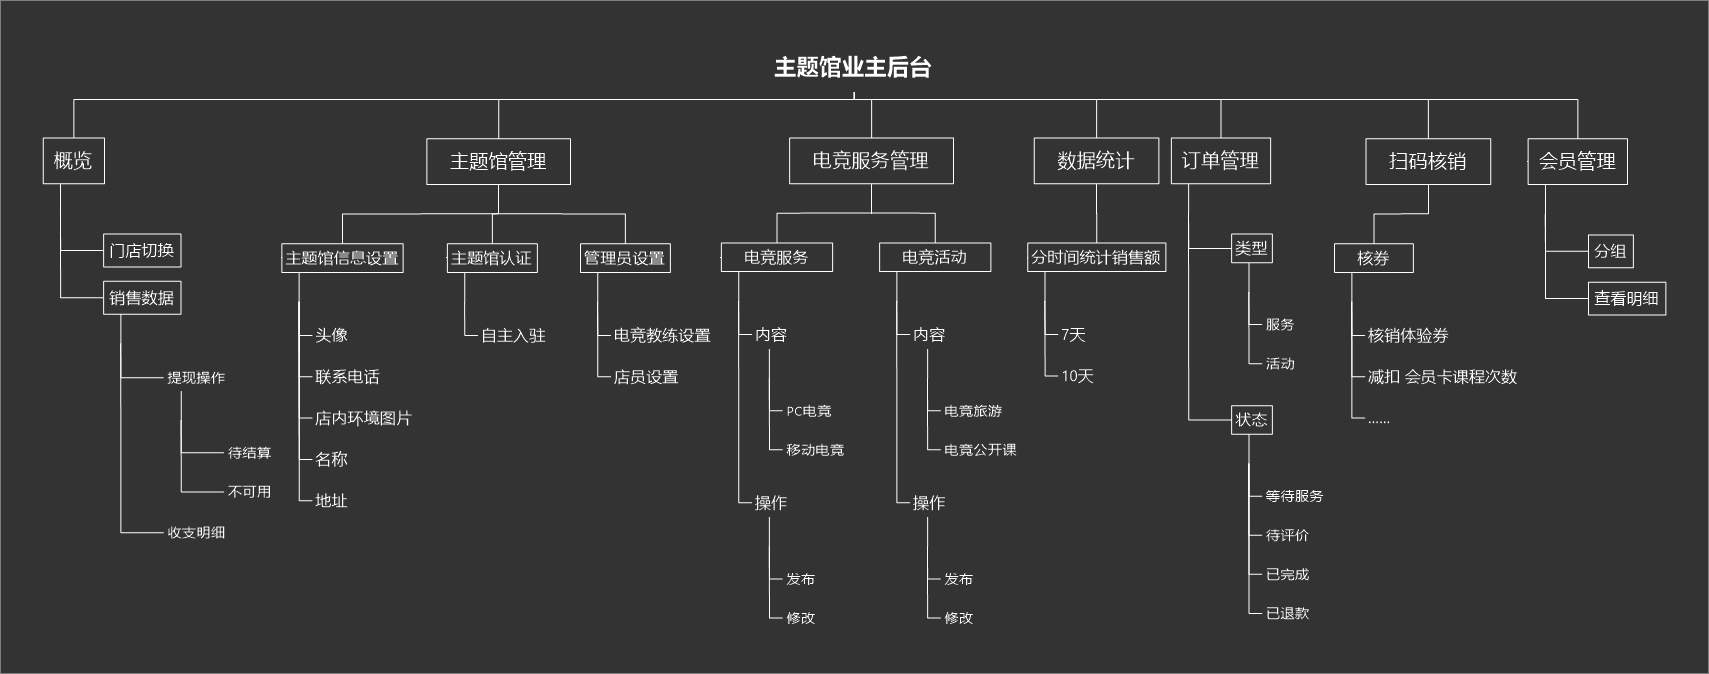 主题馆业主后台
概览
门店切换
销售数据
提现操作
待结算
不可用
收支明细
主题馆管理
主题馆信息设置
头像
联系电话
店内环境图片
名称
地址
主题馆认证
自主入驻
管理员设置
电竞教练设置
店员设置
电竞服务管理
电竞服务
内容
PC电竞
移动电竞
操作
发布
修改
电竞活动
内容
电竞旅游
电竞公开课
操作
发布
修改
数据统计
分时间统计销售额
7天
10天
订单管理
类型
服务
活动
状态
等待服务
待评价
已完成
已退款
扫码核销
核券
核销体验券
减扣 会员卡课程次数
......
会员管理
分组
查看明细